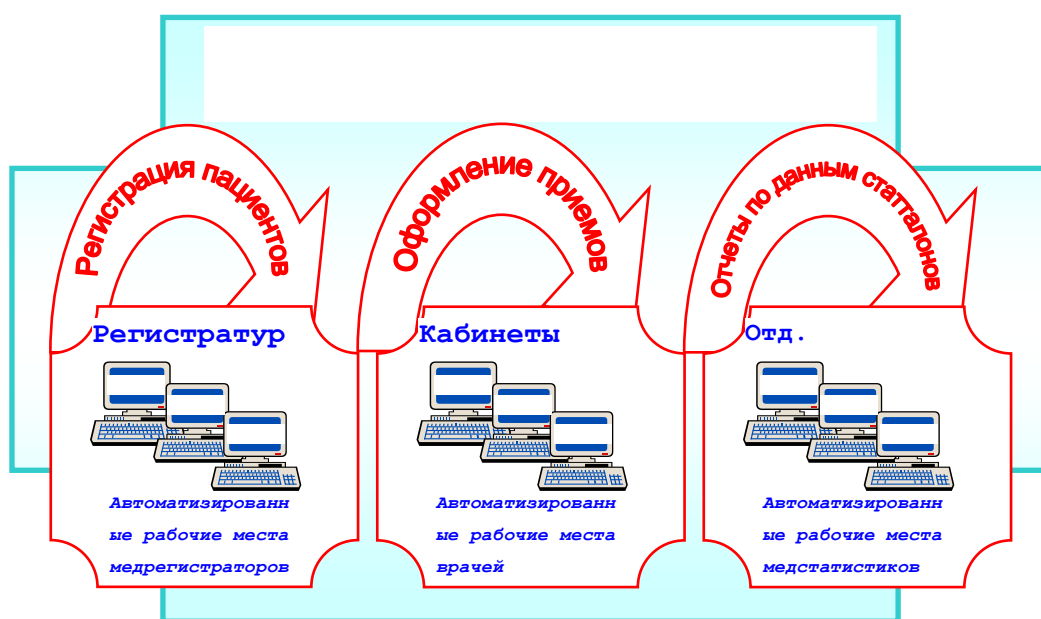 Регистрация пациентов
Оформление приемов
Отчеты по данным статталонов
Регистратур
Кабинеты
Отд.
Автоматизированн
ые рабочие места
медрегистраторов
Автоматизированн
ые рабочие места
врачей
Автоматизированн
ые рабочие места
медстатистиков